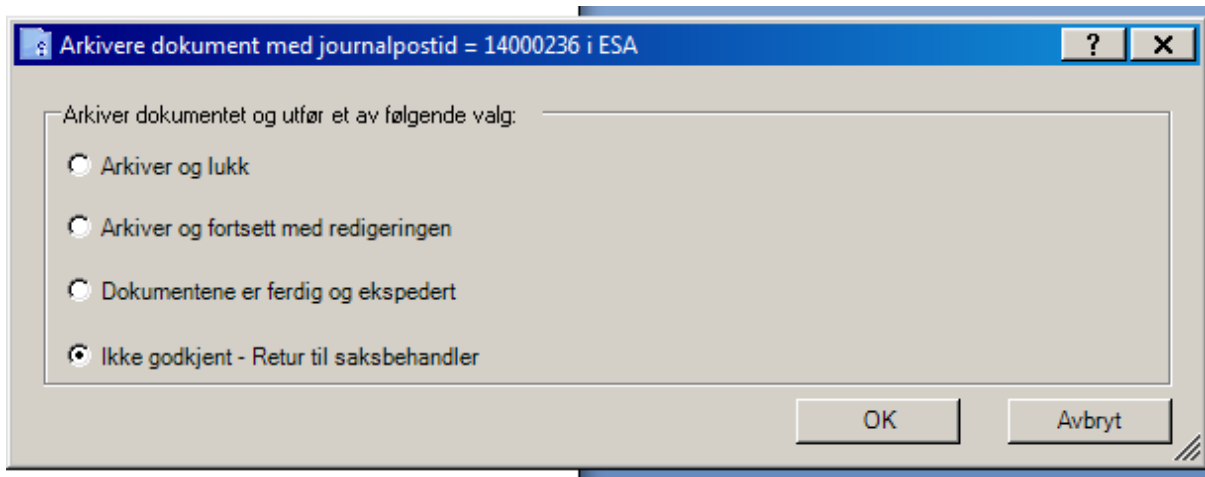 Arkivere dokument med journalpostid = 14000236 i ESA
Arkiver dokumentet og utfør et av følgende valg:
Arkiver og lukk
Arkiver og fortsett med redigeringen
Dokumentene er ferdig og ekspedert
Ikke godkjent - Retur til saksbehandler
OK Avbryt